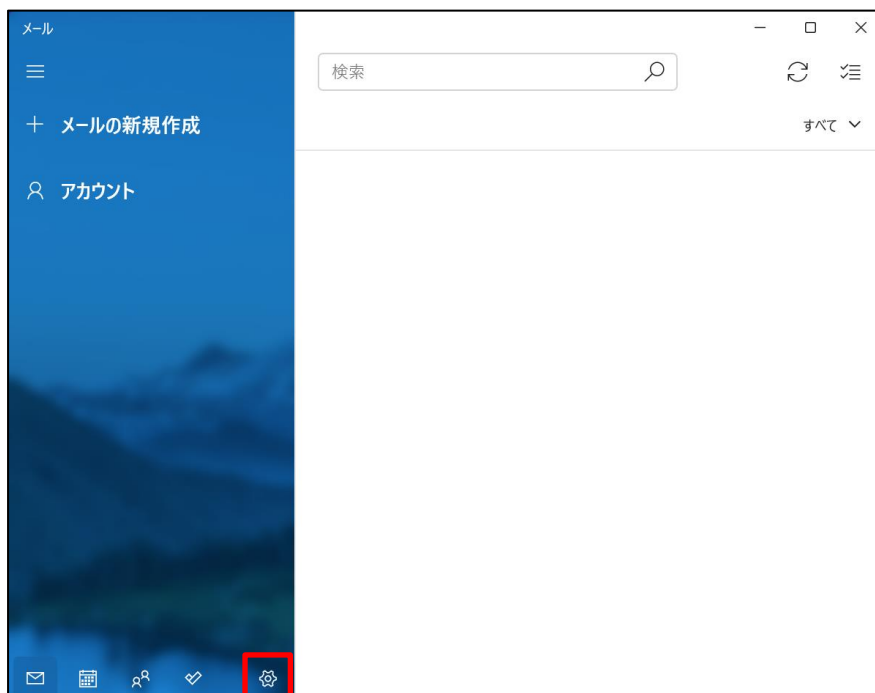 メール
検索
メールの新規作成
すべて
アカウント